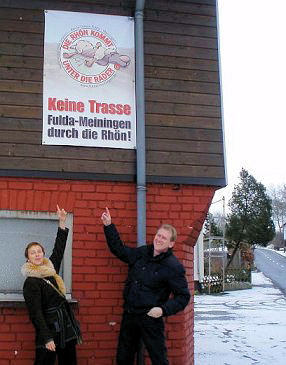 DIE RHÖN KOMMT
UNTER DIE RÄDER
Keine Trasse
Fulda-Meiningen
durch die Rhön!